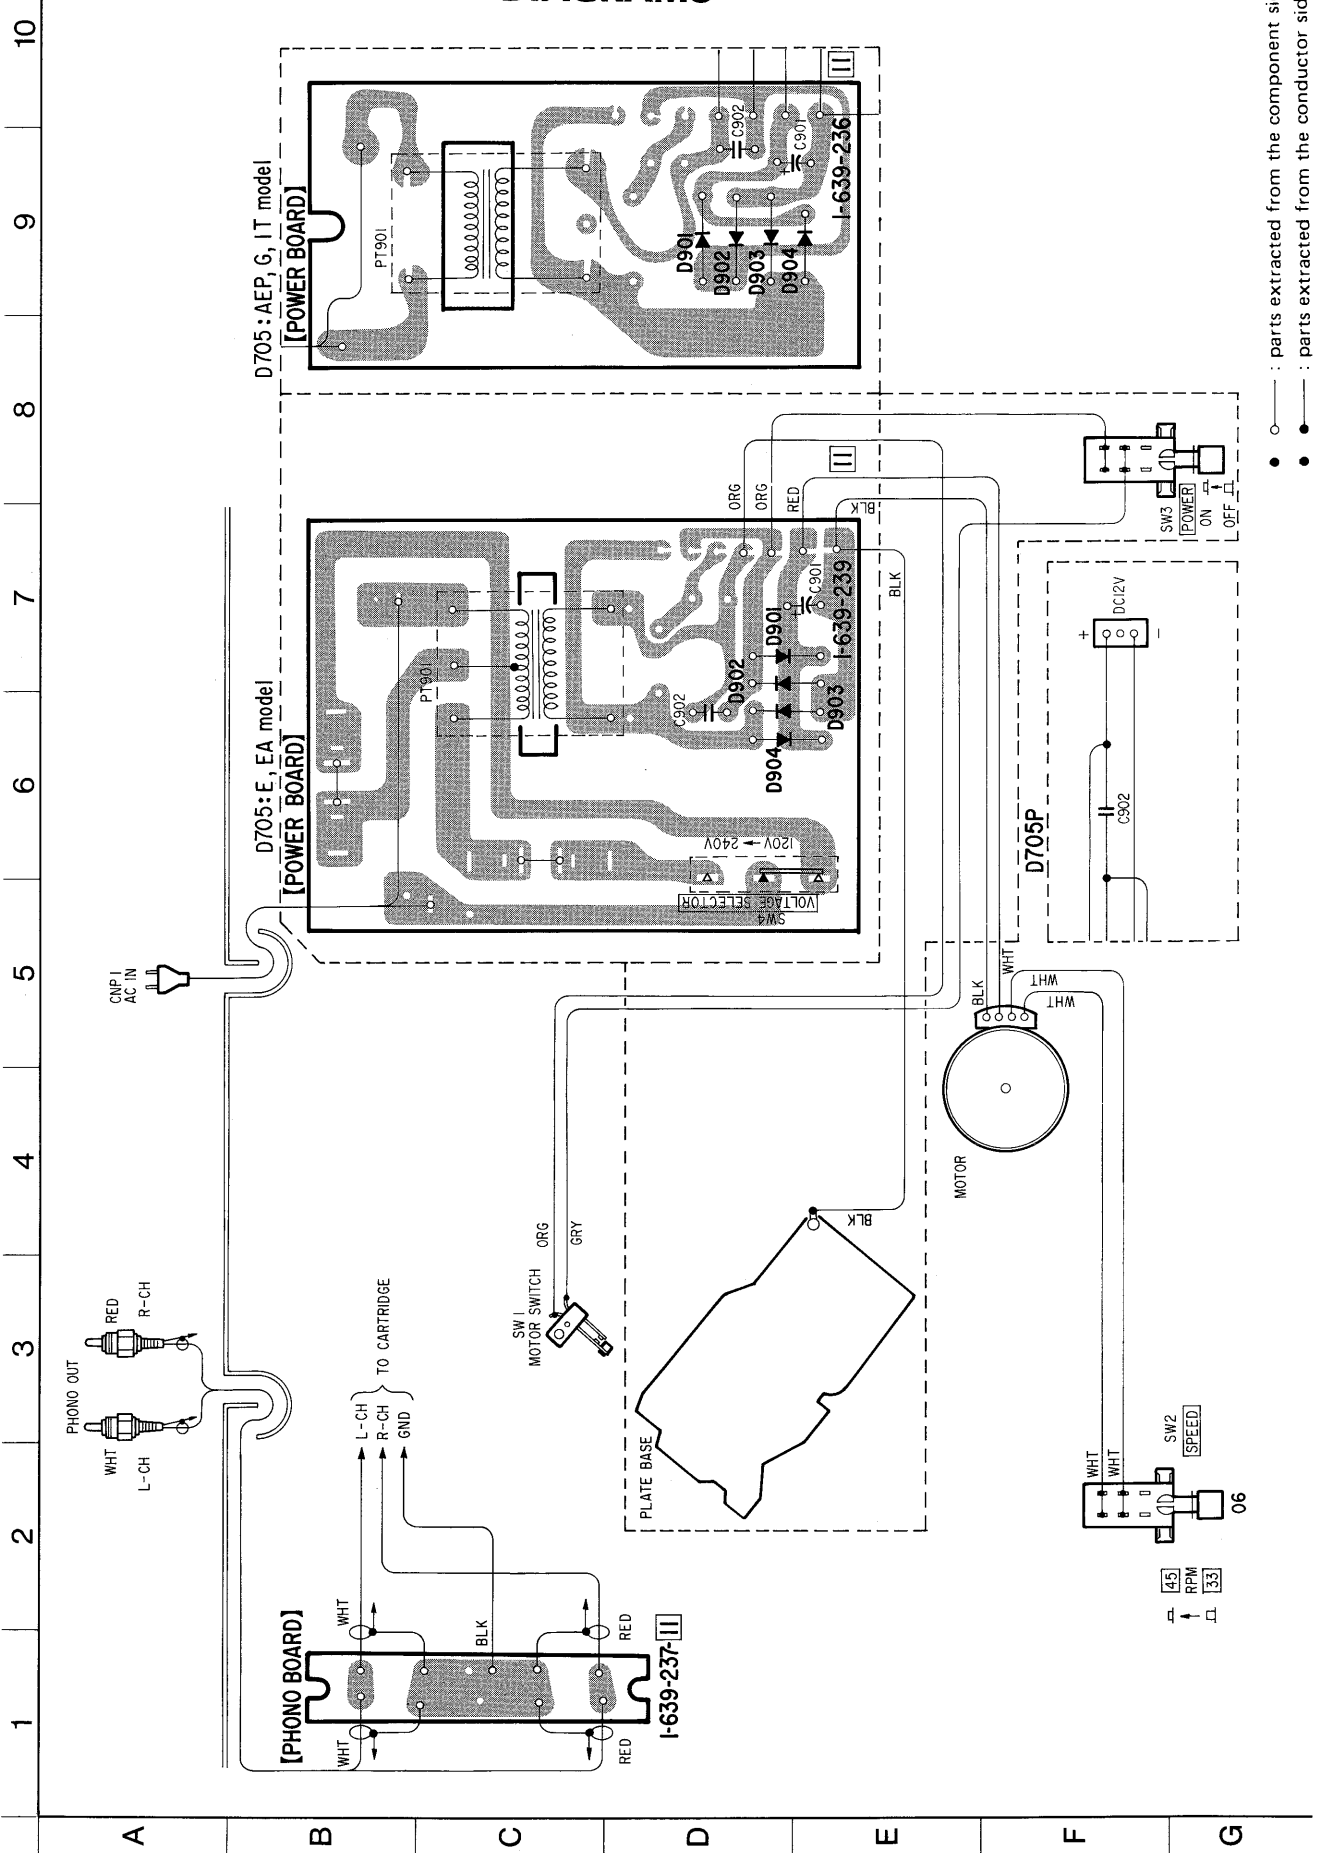 10
9
8
7
6
5
4
3
2
1
A
B
C
D
E
F
G
D705:AEP, G, IT model
[POWER BOARD]
PT901
D901
D902
D903
D904
C902
C901
1-639-236
11
D705:E, EA model
[POWER BOARD]
PT901
C902
D902
D901
C901
D904
D903
1-639-239
11
120V → 240V
VOLTAGE SELECTOR
SW4
ORG
ORG
RED
BLK
BLK
SW3
POWER
ON
OFF
D705P
DC12V
+
-
C902
CNP1
AC IN
BLK
WHT
WHT
WHT
MOTOR
ORG
GRY
SW1
MOTOR SWITCH
BLK
PLATE BASE
PHONO OUT
WHT
L-CH
RED
R-CH
L-CH
R-CH
GND
TO CARTRIDGE
[PHONO BOARD]
WHT
WHT
BLK
RED
RED
1-639-237-11
WHT
WHT
SW2
SPEED
06
45
RPM
33
• : parts extracted from the component si
• : parts extracted from the conductor sid